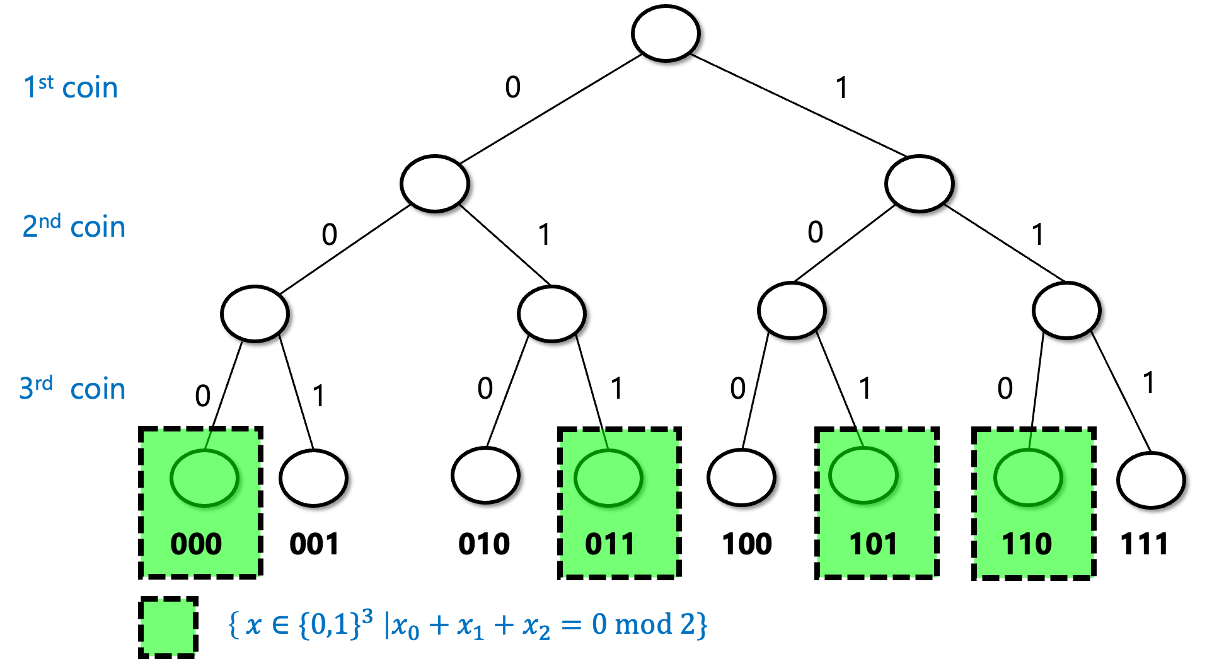 1st coin
0 1
2nd coin
0 1 0 1
3rd coin
0 1 0 1 0 1 0 1
000 001 010 011 100 101 110 111
{ x ∈ {0,1}³ |x₀ + x₁ + x₂ = 0 mod 2}